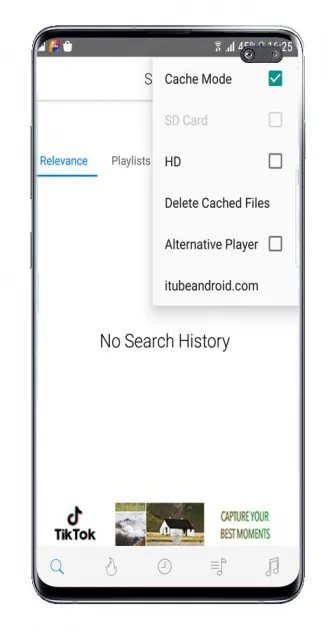 45% 16:25
S
Cache Mode
SD Card
Relevance
Playlists
HD
Delete Cached Files
Alternative Player
itubeandroid.com
No Search History
TikTok
CAPTURE YOUR
BEST MOMENTS